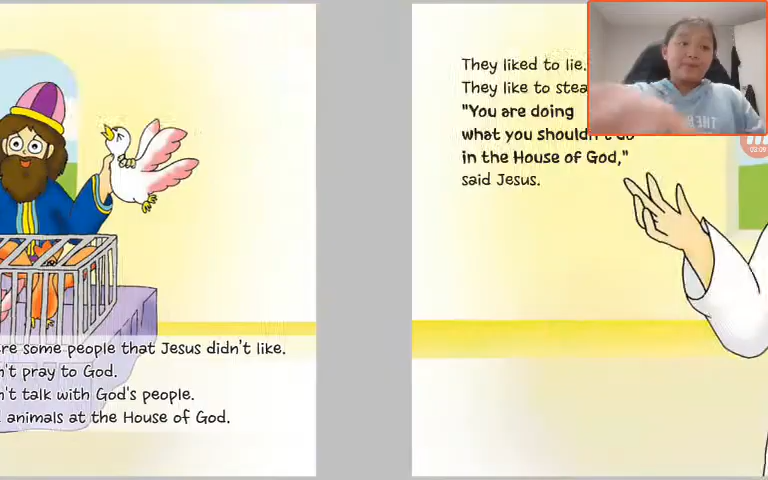 re some people that Jesus didn't like.
n't pray to God.
n't talk with God's people.
animals at the House of God.
They liked to lie.
They like to
"You are doing
what you
in the House of God,"
said Jesus.